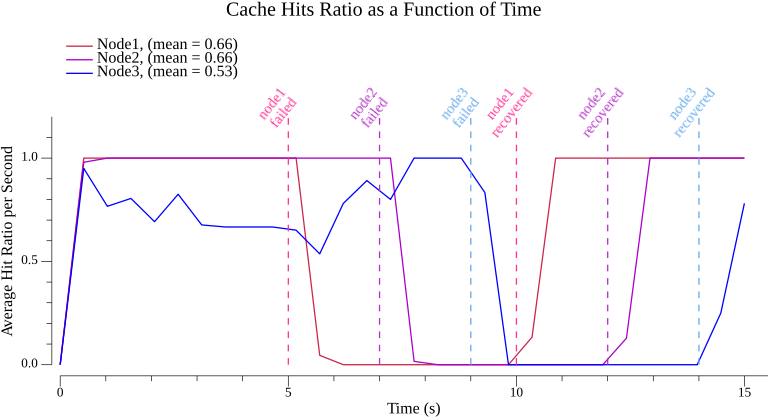 Cache Hits Ratio as a Function of Time
Node1, (mean = 0.66)
Node2, (mean = 0.66)
Node3, (mean = 0.53)
node1
failed
node2
failed
node3
failed
node1
recovered
node2
recovered
node3
recovered
Average Hit Ratio per Second
1.0
0.5
0.0
0
5
10
15
Time (s)